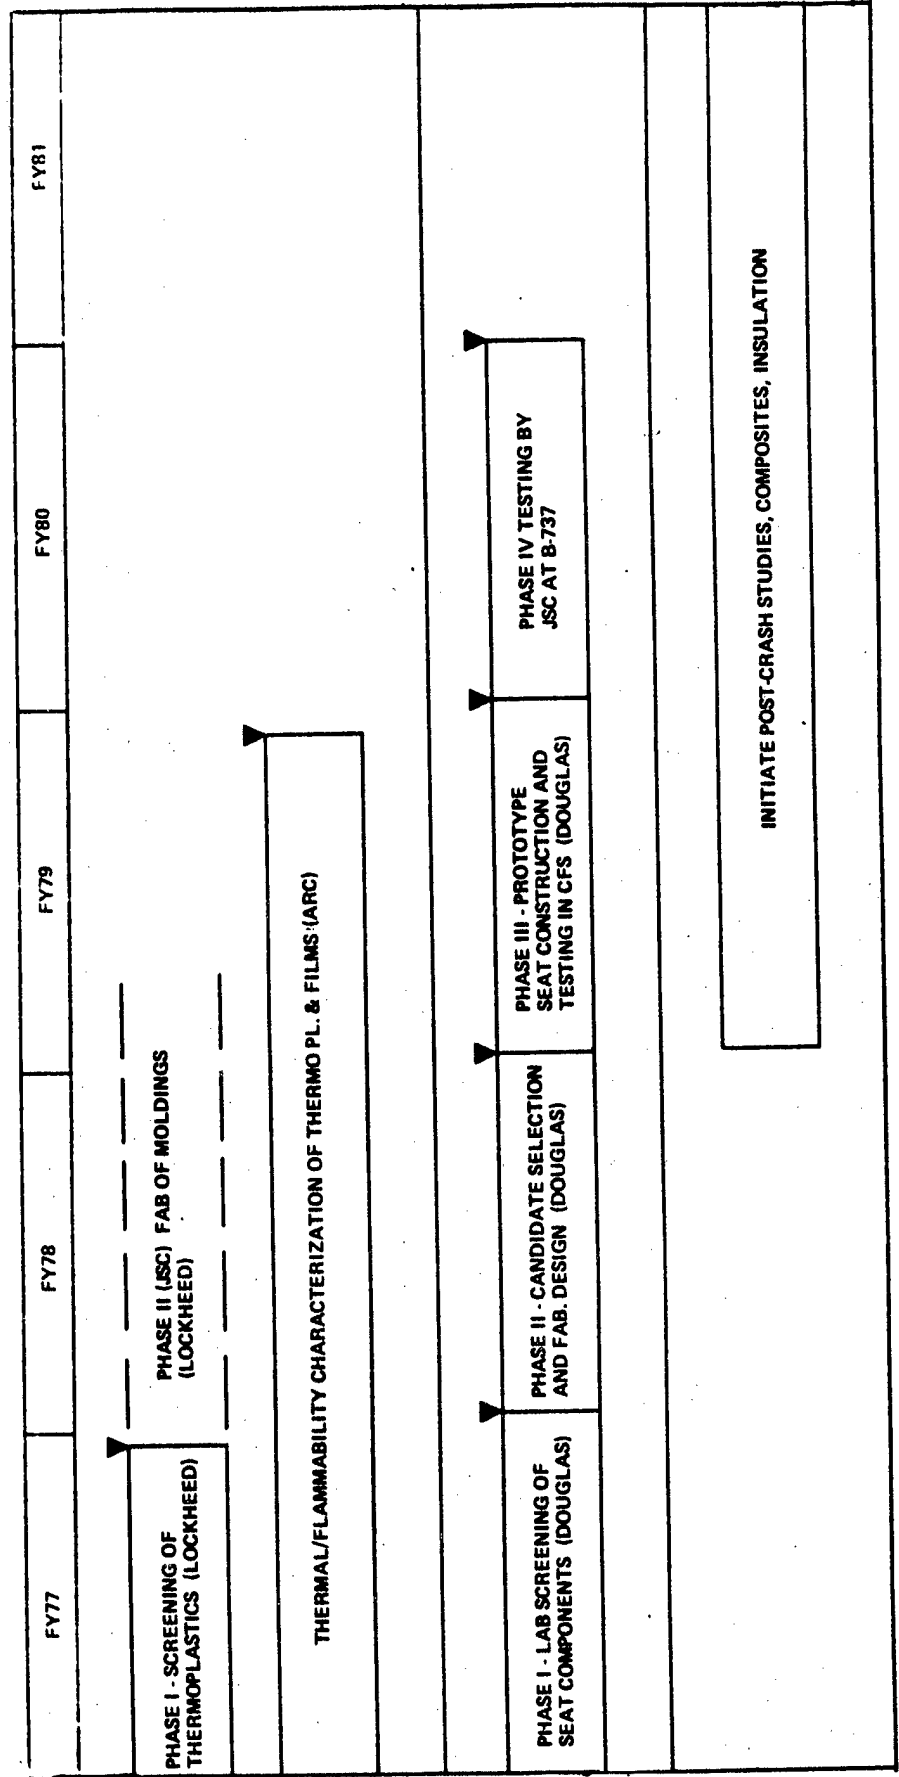 FY77
FY78
FY79
FY80
FY81
PHASE I - SCREENING OF
THERMOPLASTICS (LOCKHEED)
PHASE II (JSC) FAB OF MOLDINGS
(LOCKHEED)
THERMAL/FLAMMABILITY CHARACTERIZATION OF THERMO PL. & FILMS (ARC)
PHASE I - LAB SCREENING OF
SEAT COMPONENTS (DOUGLAS)
PHASE II - CANDIDATE SELECTION
AND FAB. DESIGN (DOUGLAS)
PHASE III - PROTOTYPE
SEAT CONSTRUCTION AND
TESTING IN CFS (DOUGLAS)
PHASE IV TESTING BY
JSC AT B-737
INITIATE POST-CRASH STUDIES, COMPOSITES, INSULATION